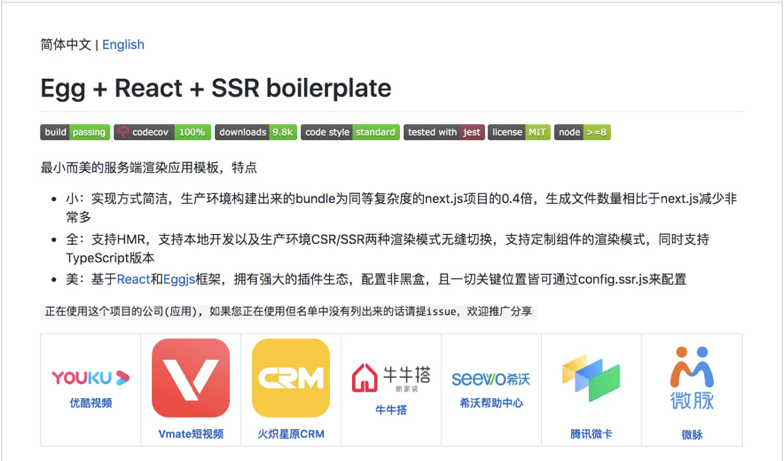 简体中文 | English
Egg + React + SSR boilerplate
build passing codecov 100% downloads 9.8k code style standard tested with jest license MIT node >=8
最小而美的服务端渲染应用模板，特点
• 小：实现方式简洁，生产环境构建出来的bundle为同等复杂度的next.js项目的0.4倍，生成文件数量相比于next.js减少非
常多
• 全：支持HMR，支持本地开发以及生产环境CSR/SSR两种渲染模式无缝切换，支持定制组件的渲染模式，同时支持
TypeScript版本
• 美：基于React和Eggjs框架，拥有强大的插件生态，配置非黑盒，且一切关键位置皆可通过config.ssr.js来配置
正在使用这个项目的公司(应用), 如果您正在使用但名单中没有列出来的话请提issue，欢迎推广分享
YOUKU
优酷视频
Vmate短视频
CRM
火炽星原CRM
牛牛搭
新家装
牛牛搭
seewo希沃
希沃帮助中心
腾讯微卡
微脉
微脉